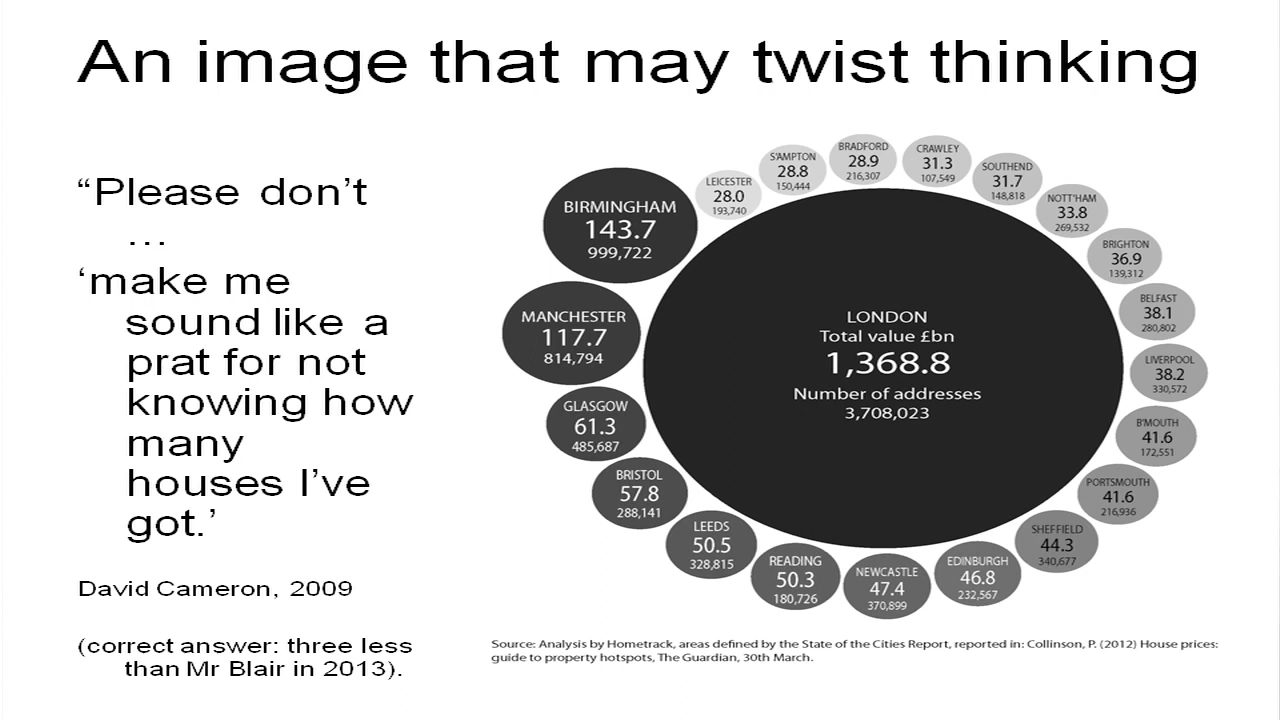 An image that may twist thinking
“Please don’t
…
‘make me
sound like a
prat for not
knowing how
many
houses I’ve
got.’
David Cameron, 2009
(correct answer: three less
than Mr Blair in 2013).
LONDON
Total value £bn
1,368.8
Number of addresses
3,708,023
BIRMINGHAM
143.7
999,722
MANCHESTER
117.7
814,794
GLASGOW
61.3
485,687
BRISTOL
57.8
288,141
LEEDS
50.5
328,815
READING
50.3
180,726
NEWCASTLE
47.4
370,899
EDINBURGH
46.8
232,567
SHEFFIELD
44.3
340,677
PORTSMOUTH
41.6
216,936
B’MOUTH
41.6
172,551
LIVERPOOL
38.2
330,572
BELFAST
38.1
280,802
BRIGHTON
36.9
139,312
NOTT’HAM
33.8
269,532
SOUTHEND
31.7
148,818
CRAWLEY
31.3
107,549
BRADFORD
28.9
216,307
S’AMPTON
28.8
150,444
LEICESTER
28.0
193,740
Source: Analysis by Hometrack, areas defined by the State of the Cities Report, reported in: Collinson, P. (2012) House prices:
guide to property hotspots, The Guardian, 30th March.